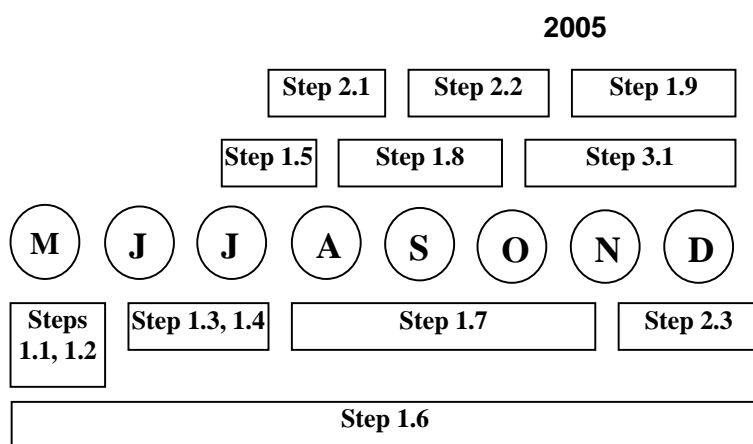 2005
Step 2.1 Step 2.2 Step 1.9
Step 1.5 Step 1.8 Step 3.1
M J J A S O N D
Steps Step 1.3, 1.4 Step 1.7 Step 2.3
1.1, 1.2
Step 1.6